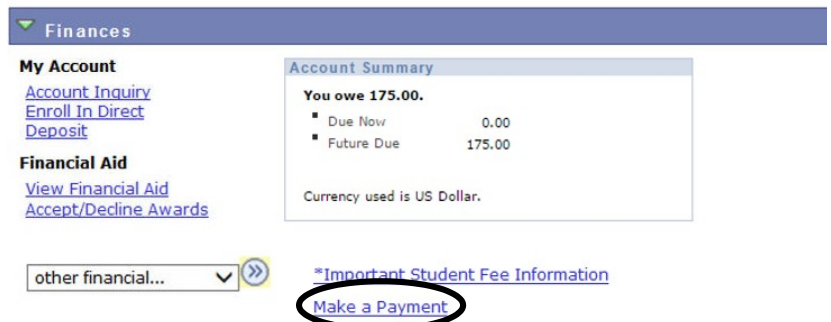 Finances
My Account
Account Inquiry
Enroll In Direct
Deposit
Financial Aid
View Financial Aid
Accept/Decline Awards
Account Summary
You owe 175.00.
Due Now 0.00
Future Due 175.00
Currency used is US Dollar.
other financial...
*Important Student Fee Information
Make a Payment